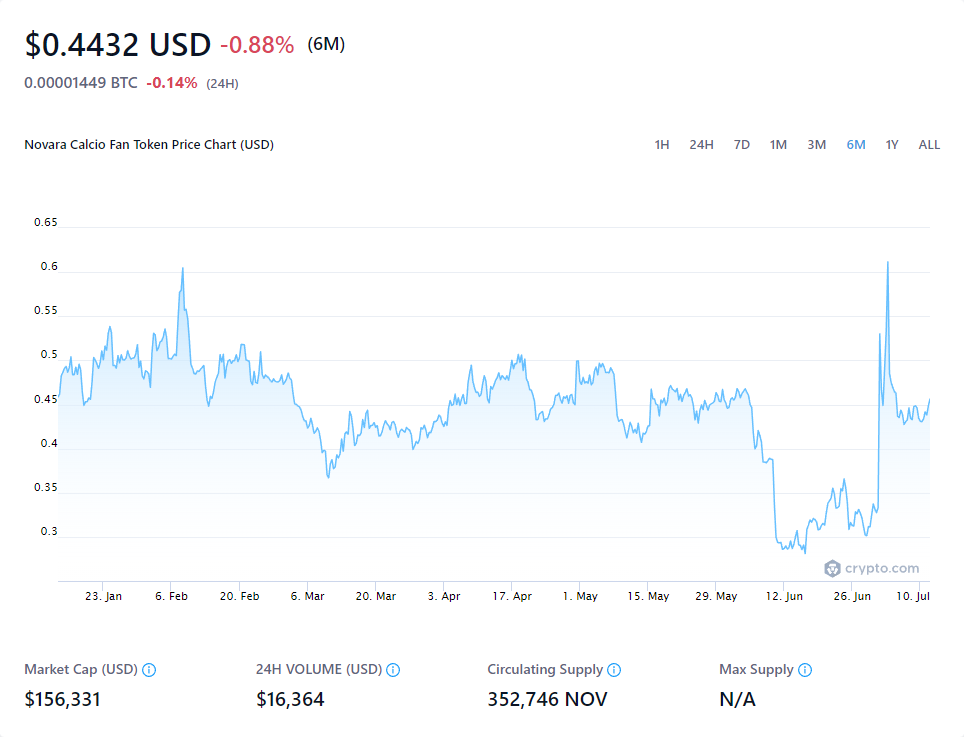 $0.4432 USD -0.88% (6M)
0.00001449 BTC -0.14% (24H)
Novara Calcio Fan Token Price Chart (USD) 1H 24H 7D 1M 3M 6M 1Y ALL
0.65
0.6
0.55
0.5
0.45
0.4
0.35
0.3
crypto.com
23. Jan 6. Feb 20. Feb 6. Mar 20. Mar 3. Apr 17. Apr 1. May 15. May 29. May 12. Jun 26. Jun 10. Jul
Market Cap (USD) 24H VOLUME (USD) Circulating Supply Max Supply
$156,331 $16,364 352,746 NOV N/A